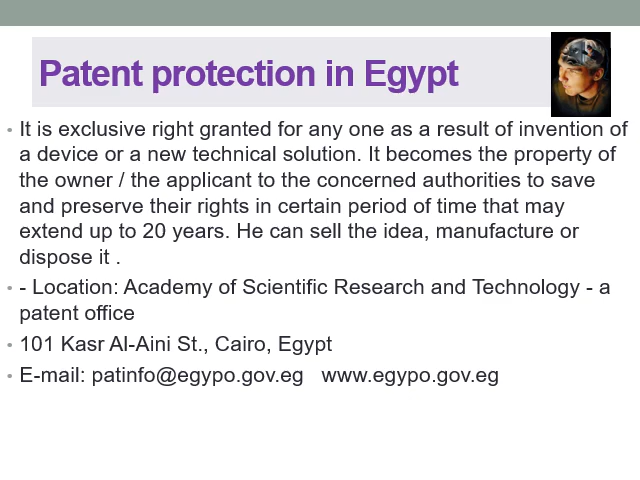 Patent protection in Egypt
• It is exclusive right granted for any one as a result of invention of
a device or a new technical solution. It becomes the property of
the owner / the applicant to the concerned authorities to save
and preserve their rights in certain period of time that may
extend up to 20 years. He can sell the idea, manufacture or
dispose it .
• - Location: Academy of Scientific Research and Technology - a
patent office
• 101 Kasr Al-Aini St., Cairo, Egypt
• E-mail: patinfo@egypo.gov.eg www.egypo.gov.eg